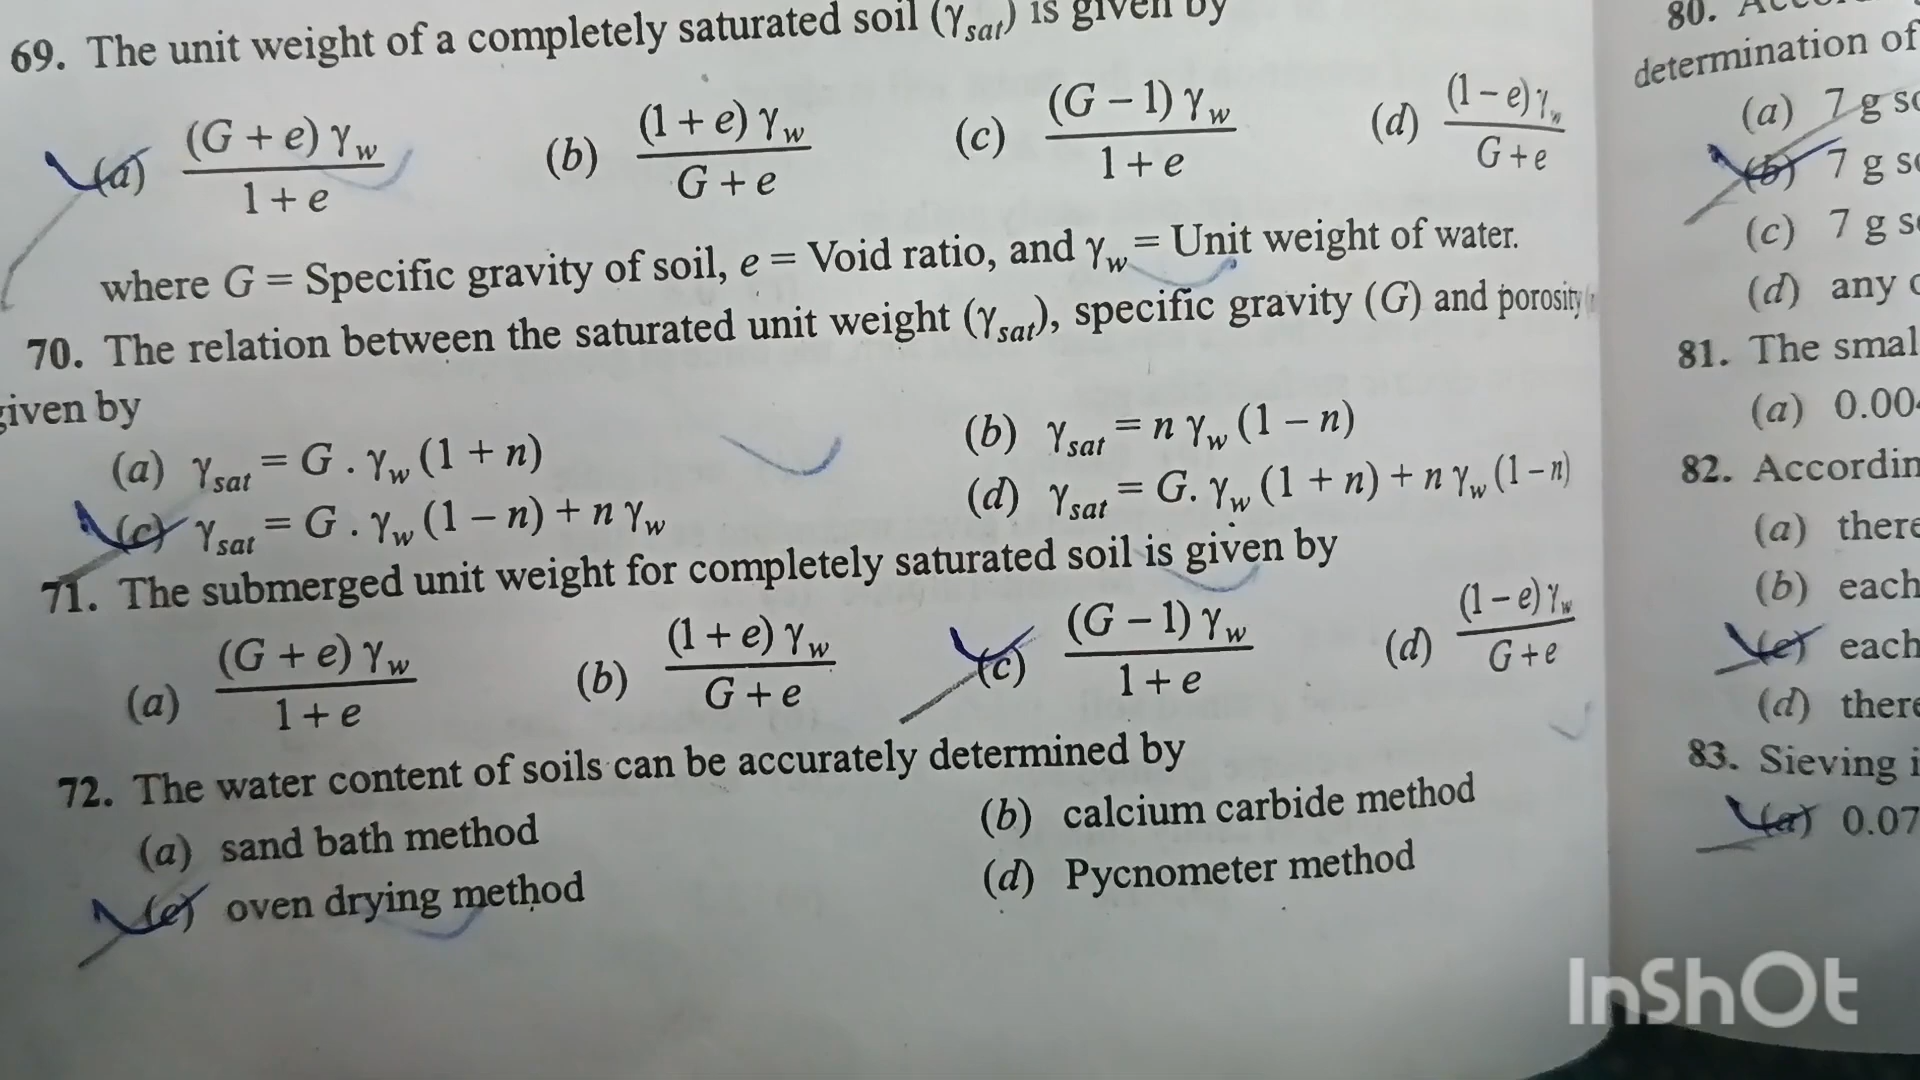 69. The unit weight of a completely saturated soil (γsat) is given by
(a) (G + e) γw / 1 + e (b) (1 + e) γw / G + e (c) (G – 1) γw / 1 + e (d) (1 – e) γw / G + e
where G = Specific gravity of soil, e = Void ratio, and γw = Unit weight of water.
70. The relation between the saturated unit weight (γsat), specific gravity (G) and porosity
given by
(a) γsat = G . γw (1 + n) (b) γsat = n γw (1 – n)
(c) γsat = G . γw (1 – n) + n γw (d) γsat = G. γw (1 + n) + n γw (1 – n)
71. The submerged unit weight for completely saturated soil is given by
(a) (G + e) γw / 1 + e (b) (1 + e) γw / G + e (c) (G – 1) γw / 1 + e (d) (1 – e) γw / G + e
72. The water content of soils can be accurately determined by
(a) sand bath method (b) calcium carbide method
(c) oven drying method (d) Pycnometer method
80.
determination of
(a) 7 g
(b) 7 g
(c) 7 g
(d) any
81. The
(a) 0.00
82.
(a)
(b) each
(c) each
(d)
83. Sieving
(a) 0.07
InShOt